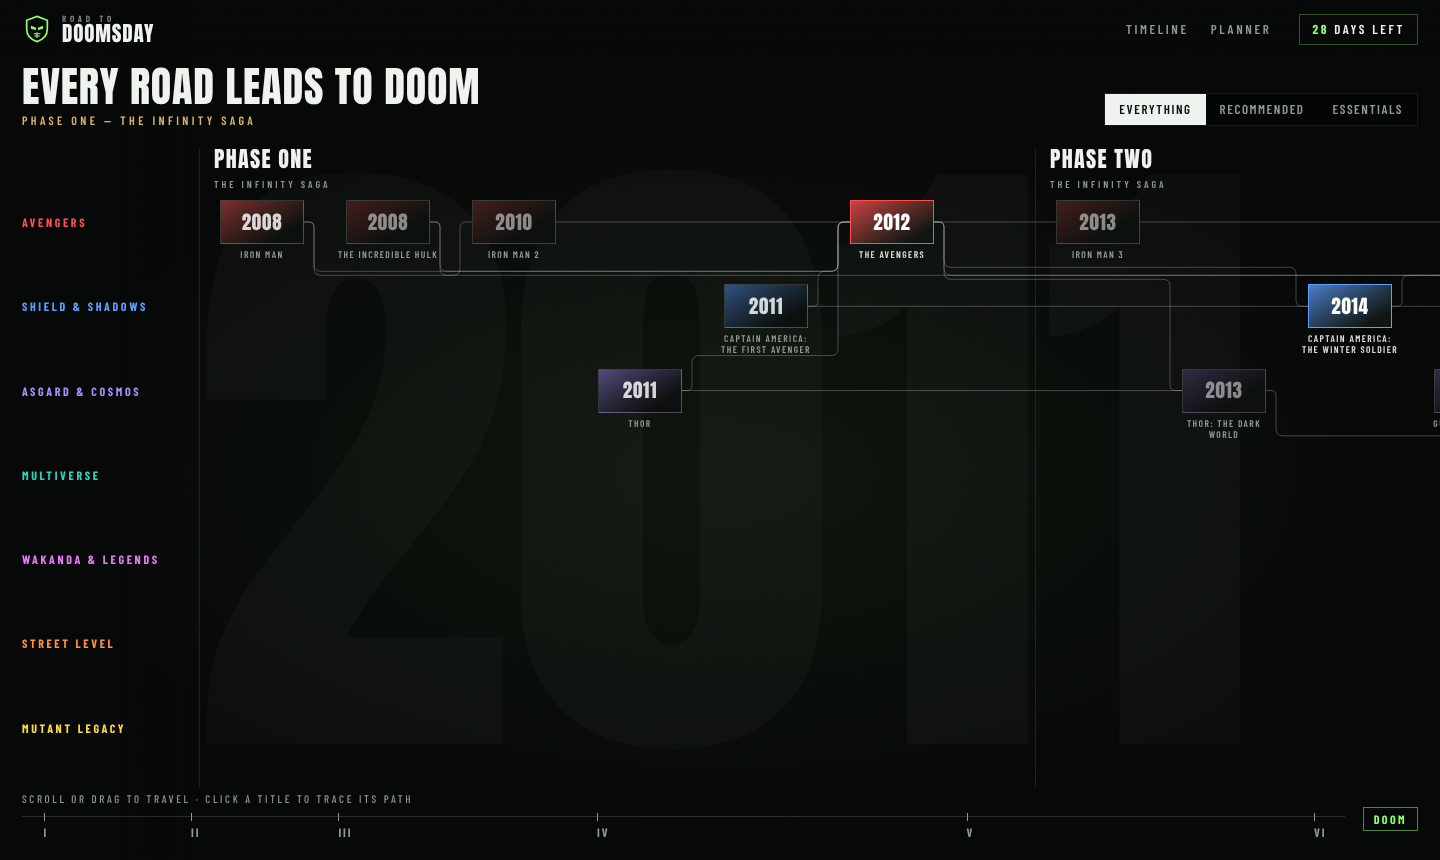 ROAD TO
DOOMSDAY
TIMELINE
PLANNER
28 DAYS LEFT
EVERY ROAD LEADS TO DOOM
PHASE ONE — THE INFINITY SAGA
EVERYTHING
RECOMMENDED
ESSENTIALS
PHASE ONE
THE INFINITY SAGA
PHASE TWO
THE INFINITY SAGA
2011
AVENGERS
2008
IRON MAN
2008
THE INCREDIBLE HULK
2010
IRON MAN 2
2012
THE AVENGERS
2013
IRON MAN 3
SHIELD & SHADOWS
2011
CAPTAIN AMERICA:
THE FIRST AVENGER
2014
CAPTAIN AMERICA:
THE WINTER SOLDIER
ASGARD & COSMOS
2011
THOR
2013
THOR: THE DARK
WORLD
MULTIVERSE
WAKANDA & LEGENDS
STREET LEVEL
MUTANT LEGACY
SCROLL OR DRAG TO TRAVEL · CLICK A TITLE TO TRACE ITS PATH
I
II
III
IV
V
VI
DOOM